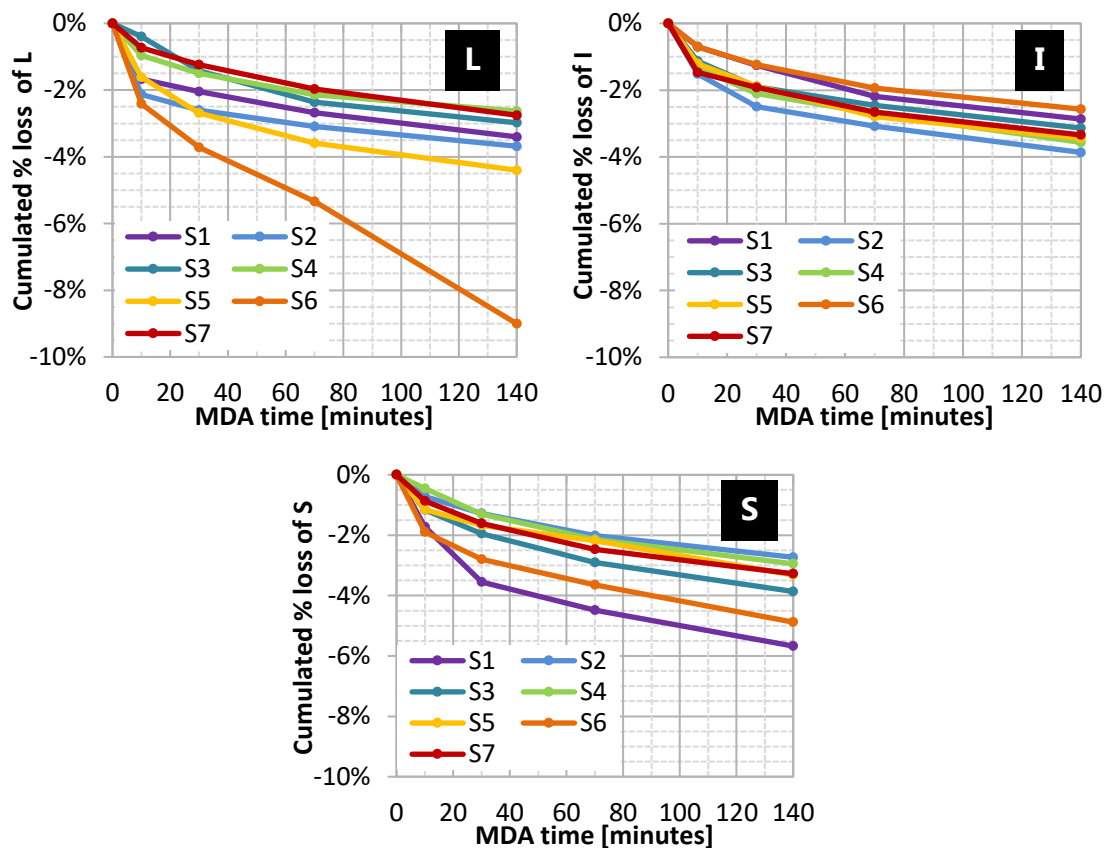 Cumulated % loss of L
0%
-2%
-4%
-6%
-8%
-10%
L
S1 S2
S3 S4
S5 S6
S7
0 20 40 60 80 100 120 140
MDA time [minutes]
Cumulated % loss of I
0%
-2%
-4%
-6%
-8%
-10%
I
S1 S2
S3 S4
S5 S6
S7
0 20 40 60 80 100 120 140
MDA time [minutes]
Cumulated % loss of S
0%
-2%
-4%
-6%
-8%
-10%
S
S1 S2
S3 S4
S5 S6
S7
0 20 40 60 80 100 120 140
MDA time [minutes]